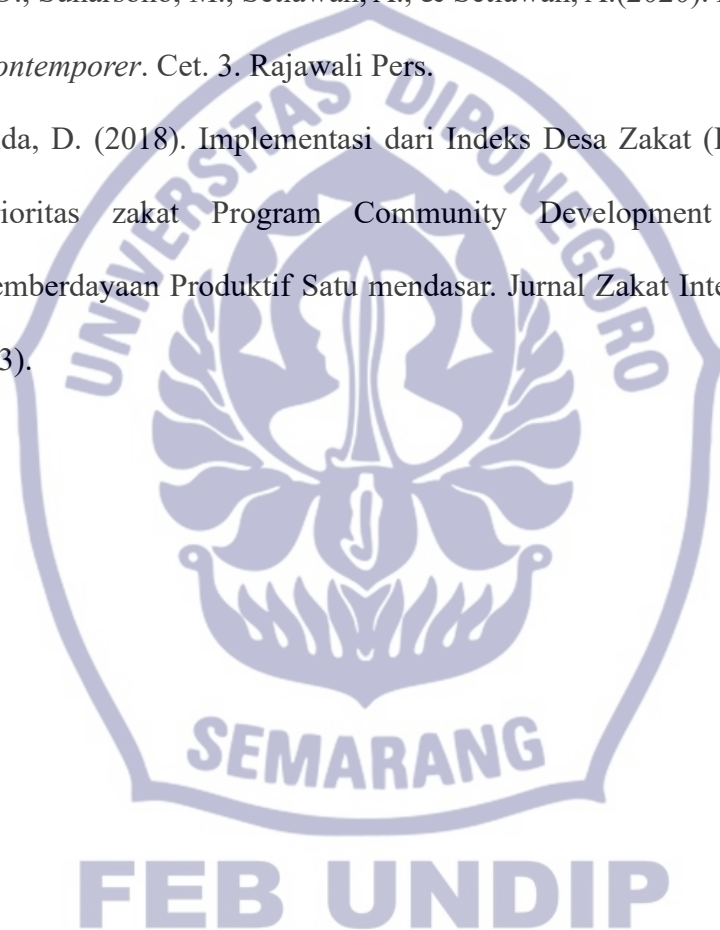 Sunarsono, M., Setiawan, A., & Setiawan, A.(2020).
ontemporer. Cet. 3. Rajawali Pers.
da, D. (2018). Implementasi dari Indeks Desa Zakat (I
ioritas zakat Program Community Development
emberdayaan Produktif Satu mendasar. Jurnal Zakat Inte
3).
UNIVERSITAS DIPONEGORO
SEMARANG
FEB UNDIP